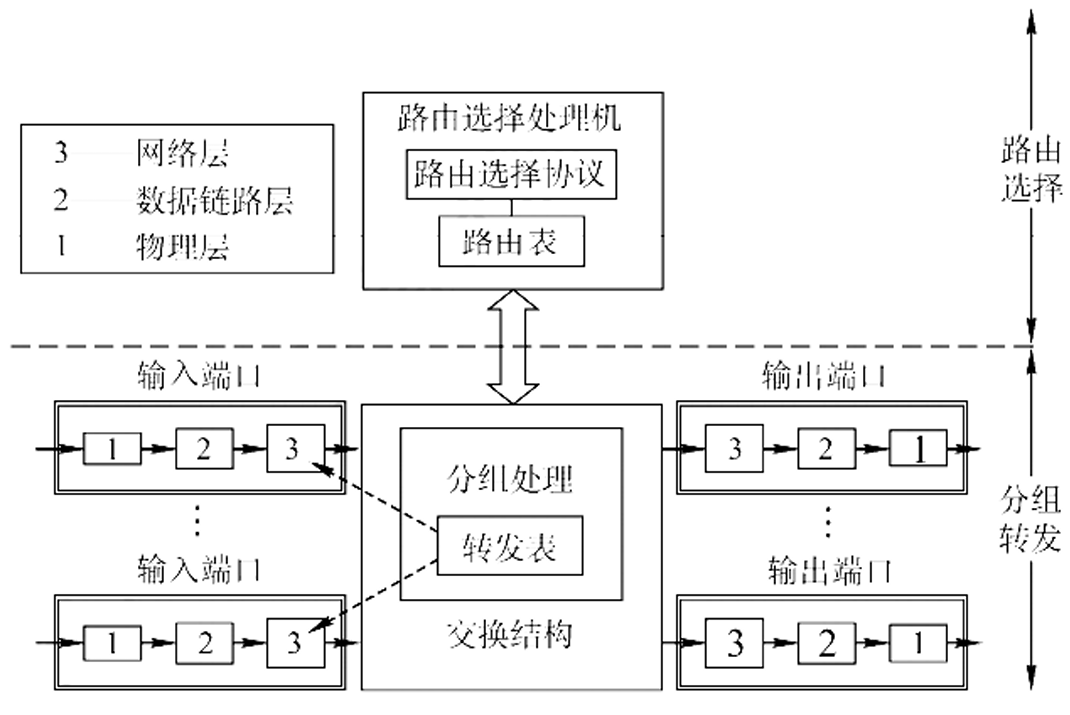 路由选择处理机
路由选择协议
路由表
3 网络层
2 数据链路层
1 物理层
路由
选择
输入端口
输出端口
1 2 3
3 2 1
分组处理
转发表
交换结构
分组
转发
⋮
⋮
输入端口
输出端口
1 2 3
3 2 1